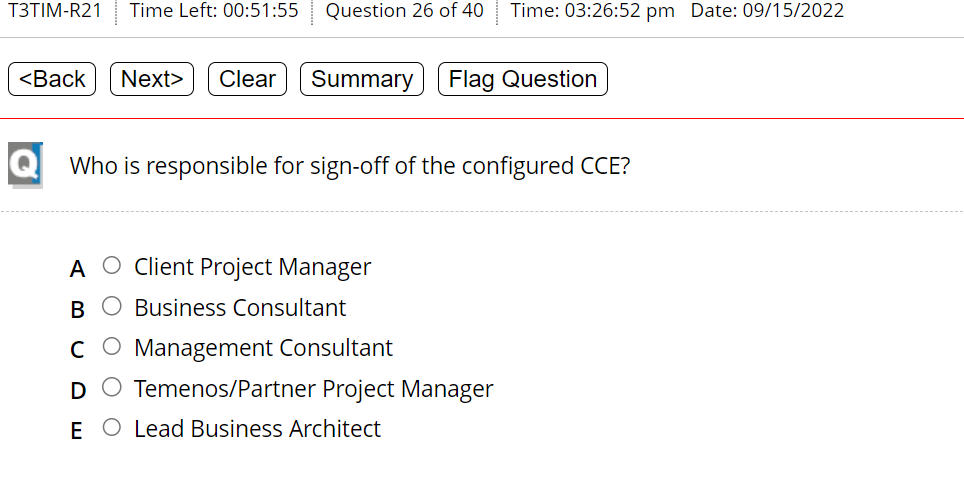 T3TIM-R21 Time Left: 00:51:55 Question 26 of 40 Time: 03:26:52 pm Date: 09/15/2022
<Back Next> Clear Summary Flag Question
Q Who is responsible for sign-off of the configured CCE?
A Client Project Manager
B Business Consultant
C Management Consultant
D Temenos/Partner Project Manager
E Lead Business Architect